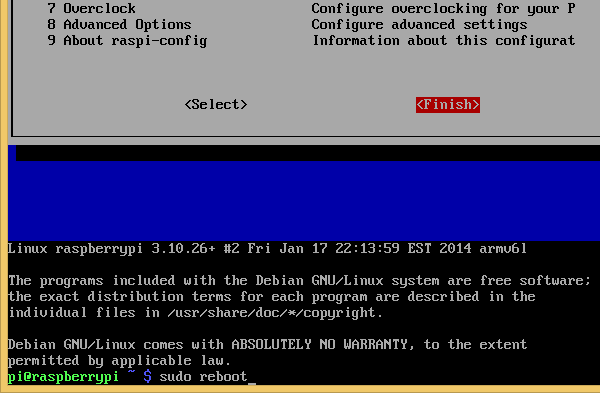 7 Overclock Configure overclocking for your P
8 Advanced Options Configure advanced settings
9 About raspi-config Information about this configurat
<Select> <Finish>
Linux raspberrypi 3.10.26+ #2 Fri Jan 17 22:13:59 EST 2014 armv6l
The programs included with the Debian GNU/Linux system are free software;
the exact distribution terms for each program are described in the
individual files in /usr/share/doc/*/copyright.
Debian GNU/Linux comes with ABSOLUTELY NO WARRANTY, to the extent
permitted by applicable law.
pi@raspberrypi ~ $ sudo reboot_